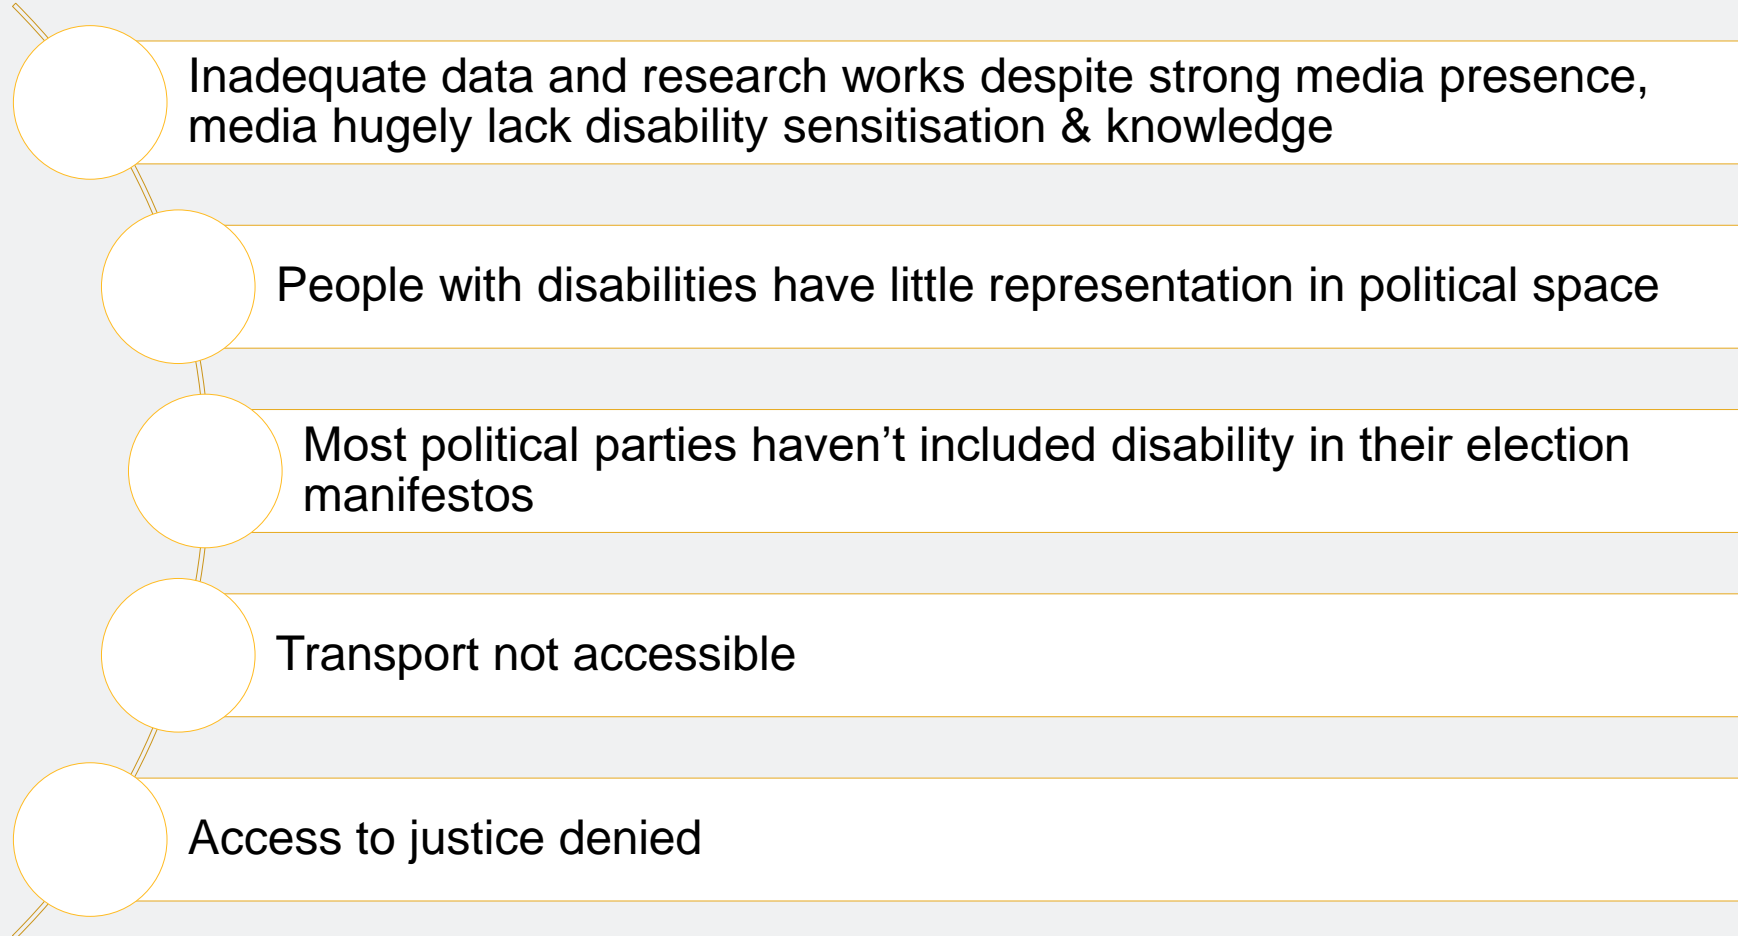 Inadequate data and research works despite strong media presence,
media hugely lack disability sensitisation & knowledge
People with disabilities have little representation in political space
Most political parties haven’t included disability in their election
manifestos
Transport not accessible
Access to justice denied